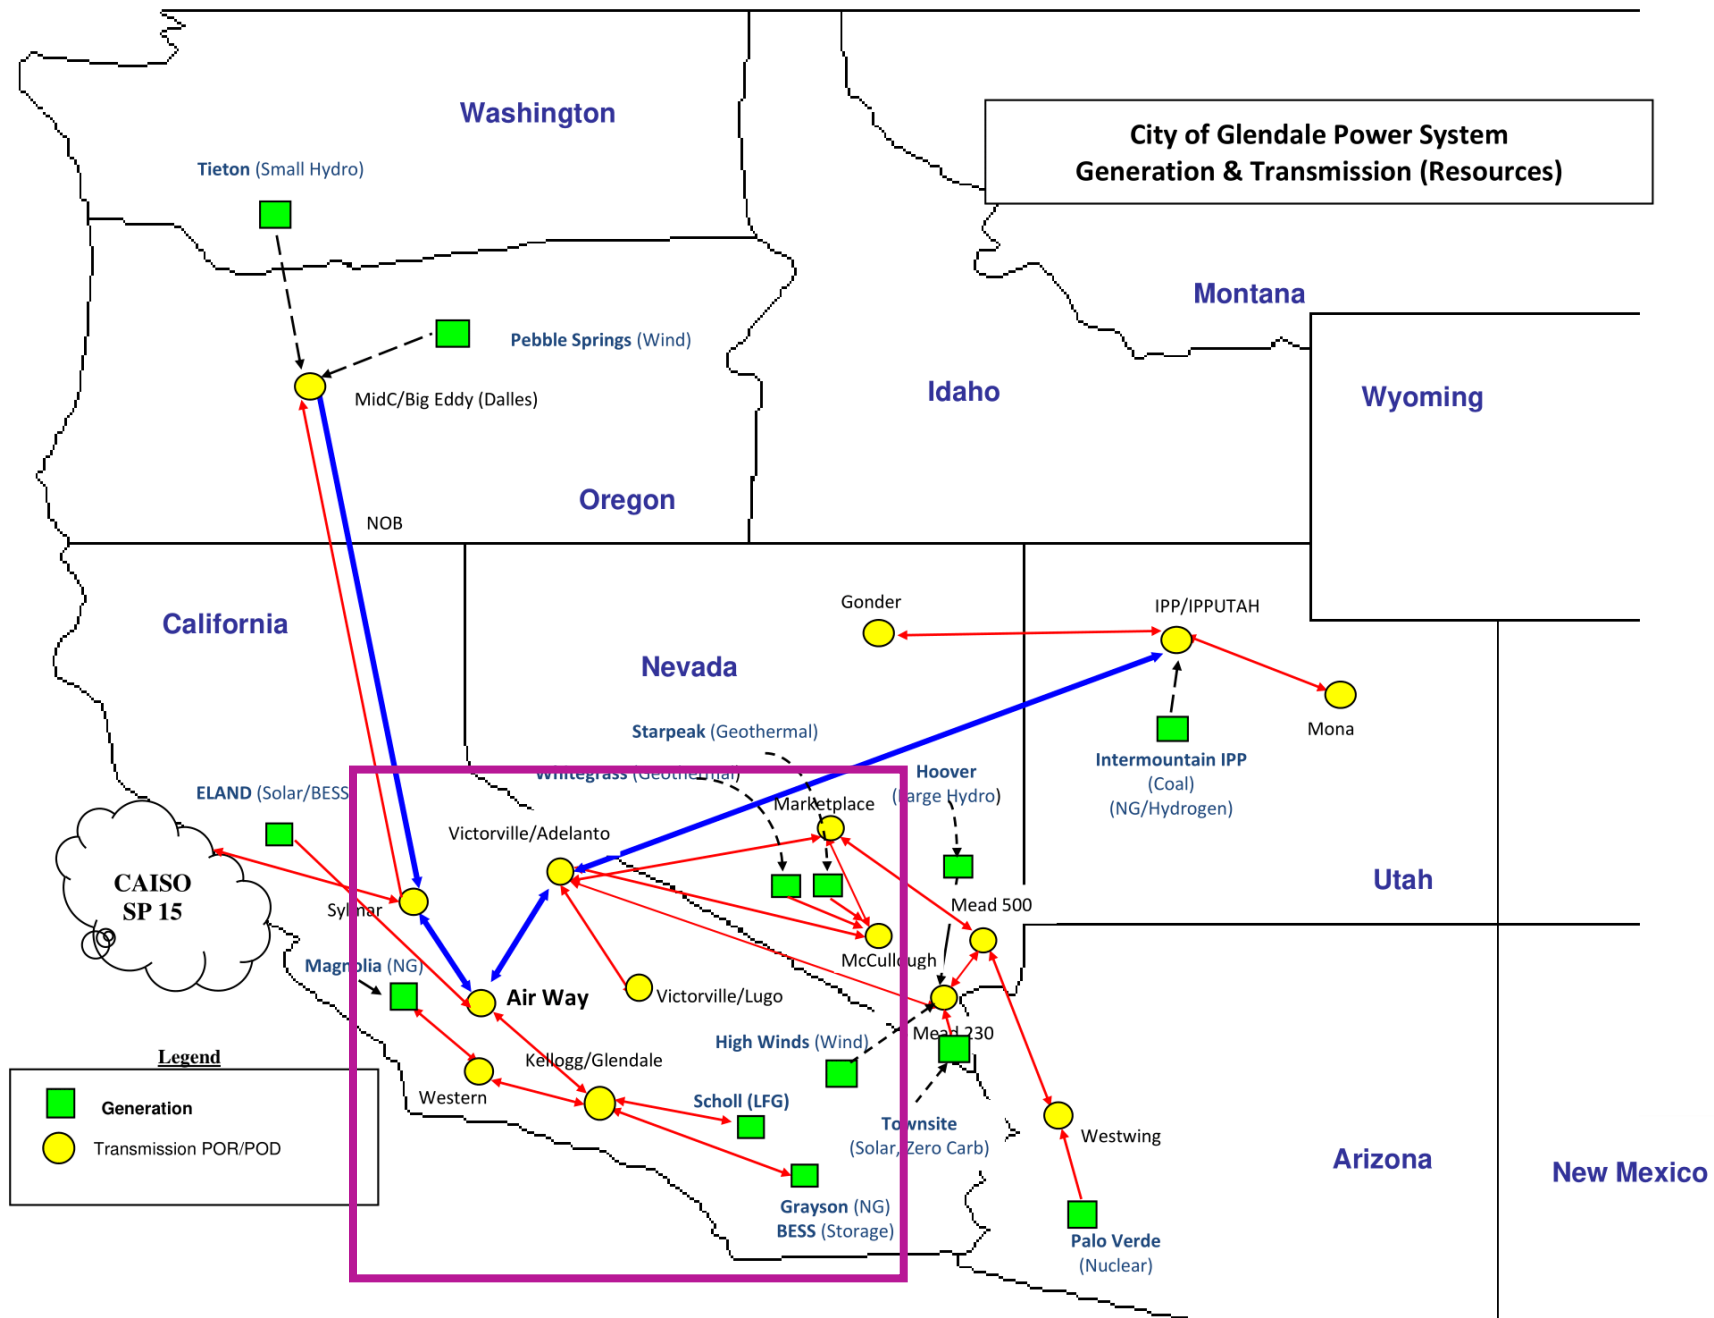 Washington
City of Glendale Power System
Generation & Transmission (Resources)
Tieton (Small Hydro)
Montana
Pebble Springs (Wind)
Idaho
Wyoming
MidC/Big Eddy (Dalles)
Oregon
NOB
California
Gonder
IPP/IPPUTAH
Nevada
Mona
Starpeak (Geothermal)
Whitegrass (Geothermal)
Intermountain IPP
(Coal)
(NG/Hydrogen)
Hoover
(Large Hydro)
ELAND (Solar/BESS
Marketplace
Victorville/Adelanto
CAISO
SP 15
Utah
Sylmar
Mead 500
McCullough
Magnolia (NG)
Air Way
Victorville/Lugo
Mead 230
High Winds (Wind)
Kellogg/Glendale
Western
Scholl (LFG)
Townsite
(Solar, Zero Carb)
Westwing
Arizona
New Mexico
Grayson (NG)
BESS (Storage)
Palo Verde
(Nuclear)
Legend
Generation
Transmission POR/POD